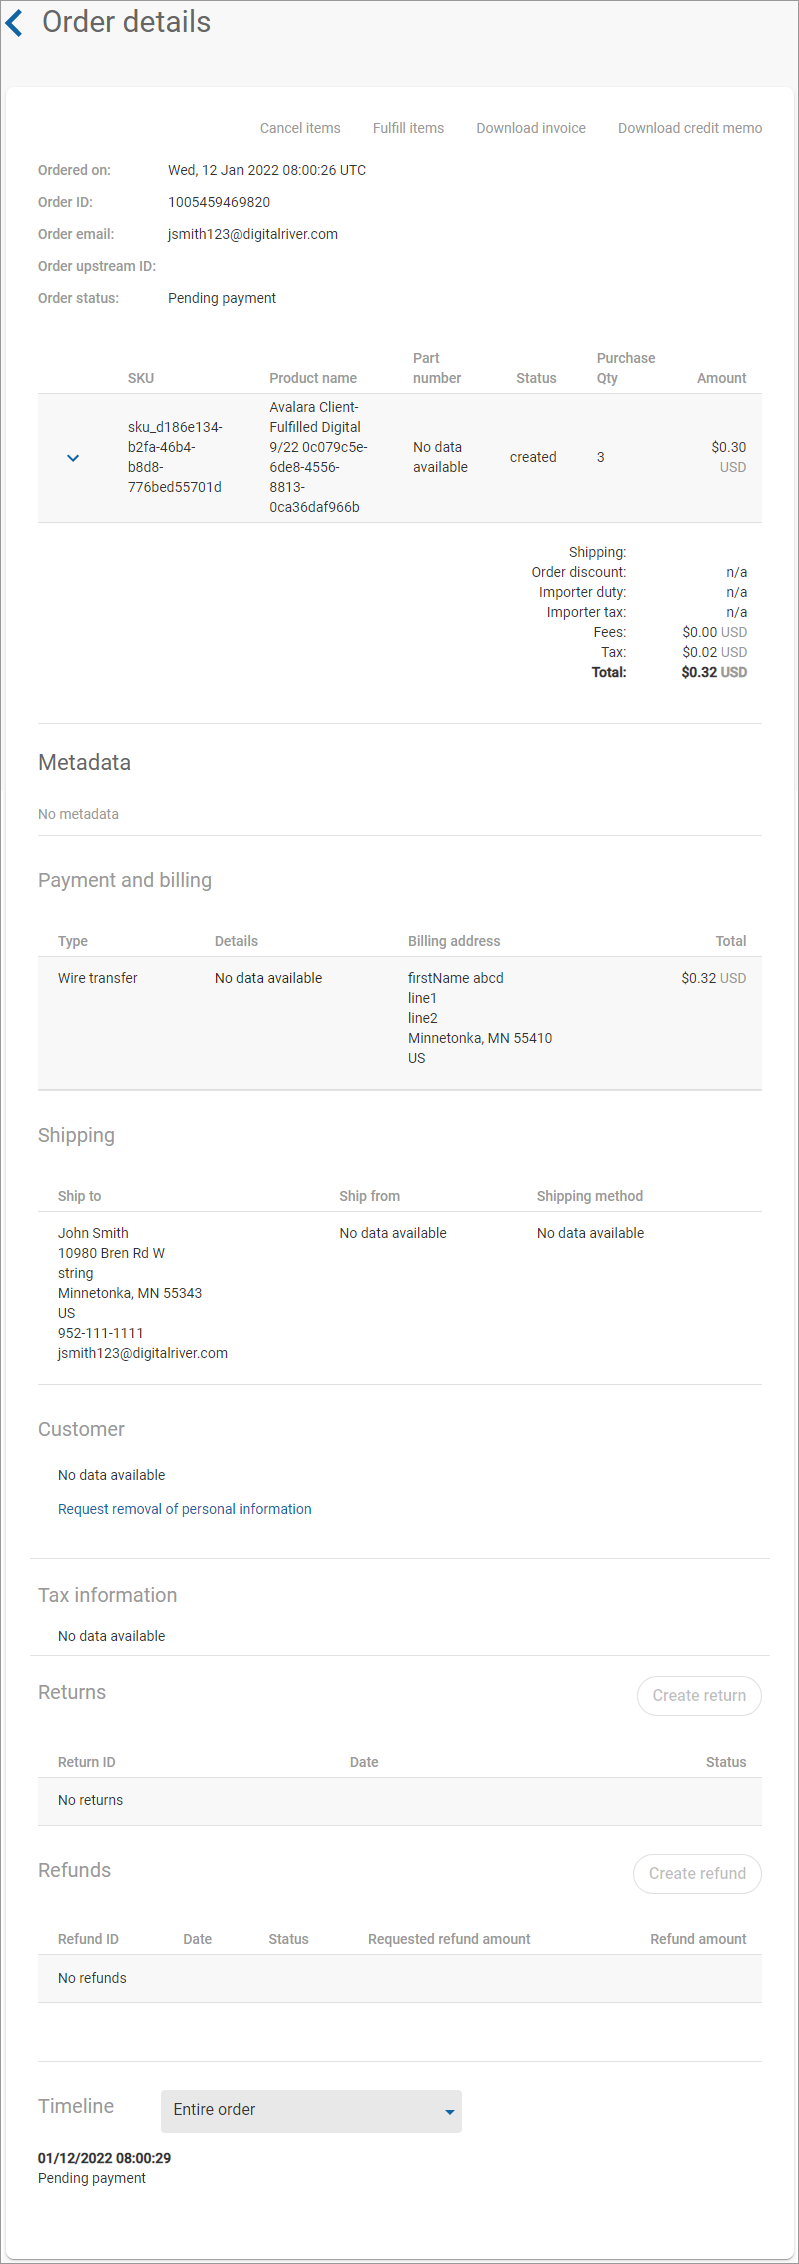 Order details
Cancel items Fulfill items Download invoice Download credit memo
Ordered on: Wed, 12 Jan 2022 08:00:26 UTC
Order ID: 1005459469820
Order email: jsmith123@digitalriver.com
Order upstream ID:
Order status: Pending payment
SKU Product name Part number Status Purchase Qty Amount
sku_d186e134-
b2fa-46b4-
b8d8-
776bed55701d
Avalara Client-
Fulfilled Digital
9/22 0c079c5e-
6de8-4556-
8813-
0ca36daf966b
No data
available
created
3
$0.30
USD
Shipping:
Order discount: n/a
Importer duty: n/a
Importer tax: n/a
Fees: $0.00 USD
Tax: $0.02 USD
Total: $0.32 USD
Metadata
No metadata
Payment and billing
Type Details Billing address Total
Wire transfer No data available firstName abcd $0.32 USD
line1
line2
Minnetonka, MN 55410
US
Shipping
Ship to Ship from Shipping method
John Smith No data available No data available
10980 Bren Rd W
string
Minnetonka, MN 55343
US
952-111-1111
jsmith123@digitalriver.com
Customer
No data available
Request removal of personal information
Tax information
No data available
Returns Create return
Return ID Date Status
No returns
Refunds Create refund
Refund ID Date Status Requested refund amount Refund amount
No refunds
Timeline Entire order
01/12/2022 08:00:29
Pending payment